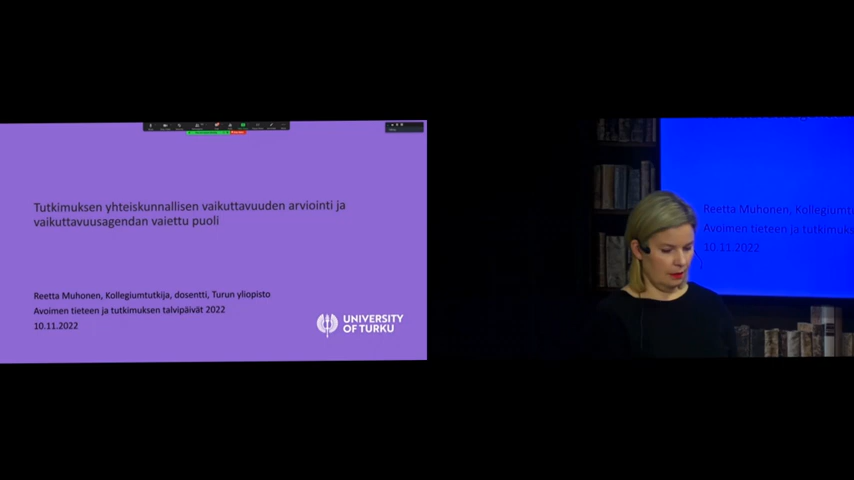 Tutkimuksen yhteiskunnallisen vaikuttavuuden arviointi ja
vaikuttavuusagendan vaiettu puoli
Reetta Muhonen, Kollegiumtutkija, dosentti, Turun yliopisto
Avoimen tieteen ja tutkimuksen talvipäivät 2022
10.11.2022
UNIVERSITY
OF TURKU
Reetta Muhonen, Kollegiumt
Avoimen tieteen ja tutkimuks
10.11.2022